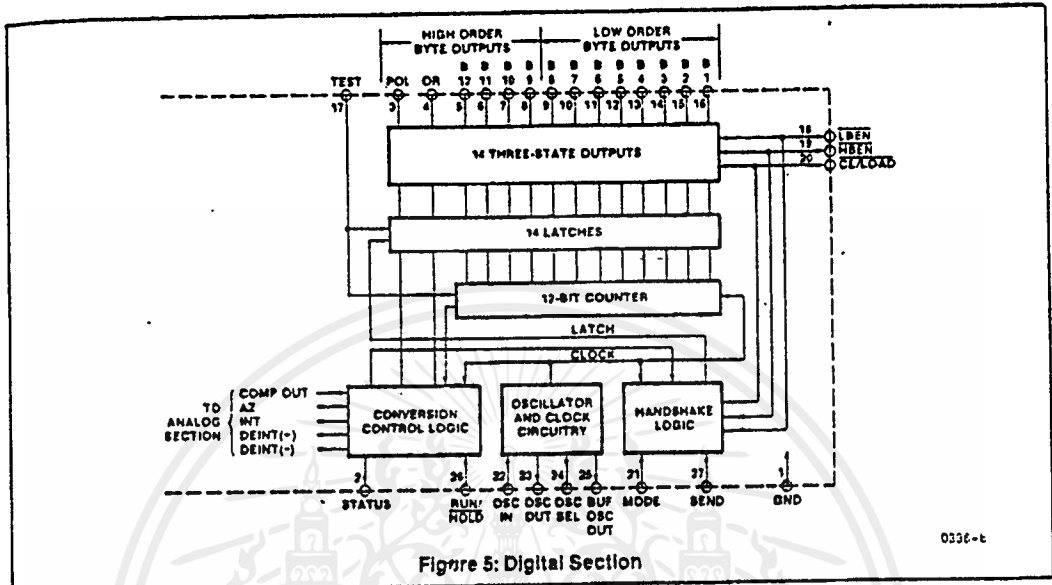 HIGH ORDER BYTE OUTPUTS
LOW ORDER BYTE OUTPUTS
TEST POL OR B 12 B 11 B 10 B 9 B 8 B 7 B 6 B 5 B 4 B 3 B 2 B 1
17 3 4 5 6 7 8 9 10 11 12 13 14 15 16
14 THREE-STATE OUTPUTS
18 LBEN
19 HBEN
20 CE/LOAD
14 LATCHES
12-BIT COUNTER
LATCH
CLOCK
TO ANALOG SECTION
COMP OUT
AZ
INT
DEINT(+)
DEINT(-)
CONVERSION CONTROL LOGIC
OSCILLATOR AND CLOCK CIRCUITRY
HANDSHAKE LOGIC
2 26 22 23 24 25 21 27 1
STATUS RUN/HOLD OSC IN OSC OUT OSC SEL BUF OSC OUT MODE SEND GND
Figure 5: Digital Section